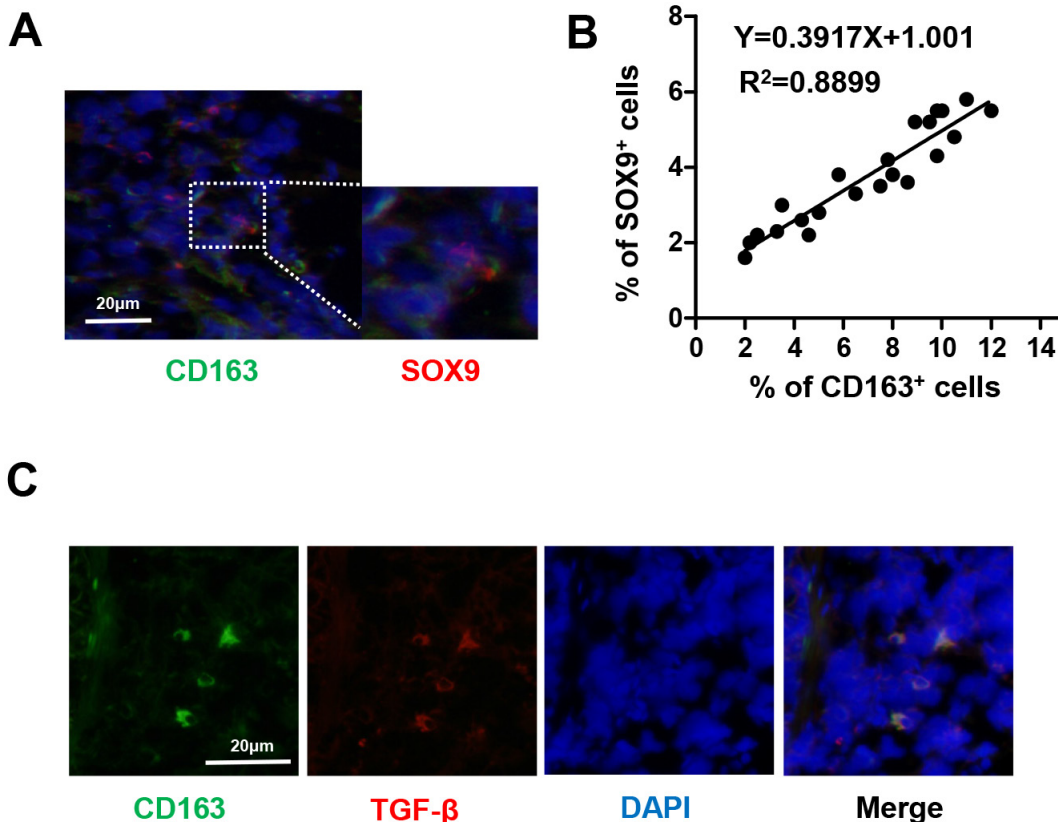 A
20μm
CD163
SOX9
B
Y=0.3917X+1.001
R²=0.8899
% of SOX9⁺ cells
8
6
4
2
0
0 2 4 6 8 10 12 14
% of CD163⁺ cells
C
20μm
CD163
TGF-β
DAPI
Merge